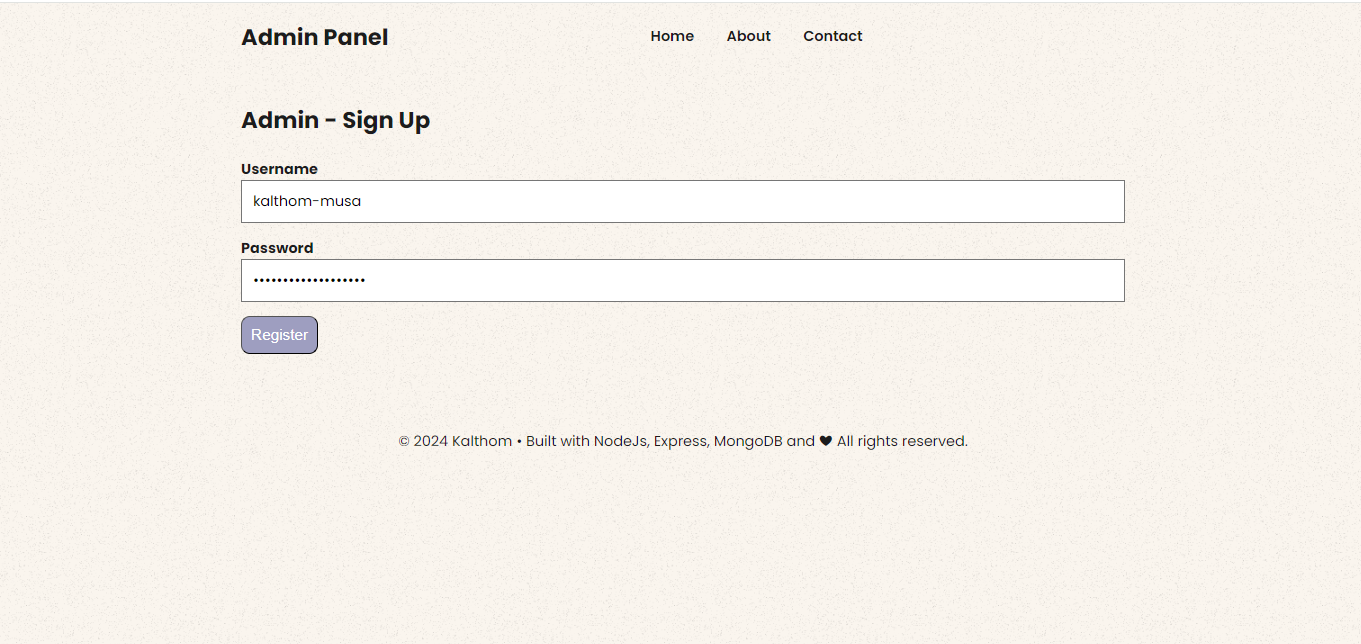 Admin Panel
Home About Contact
Admin - Sign Up
Username
kalthom-musa
Password
•••••••••••••••••••
Register
© 2024 Kalthom • Built with NodeJs, Express, MongoDB and ♥ All rights reserved.